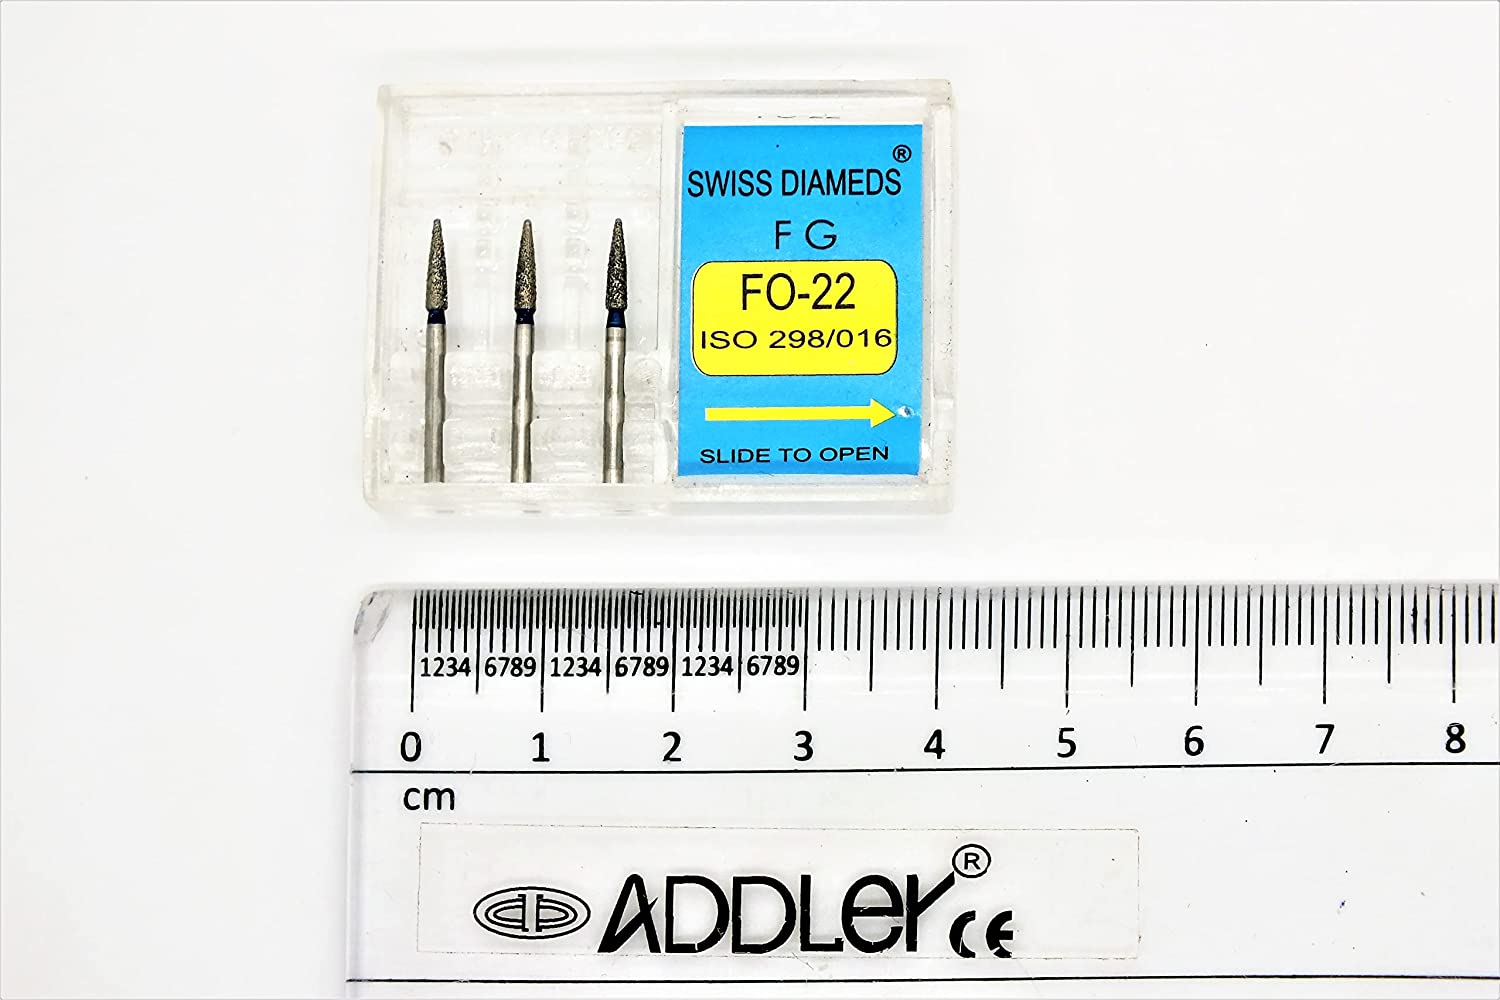 SWISS DIAMEDS ®
F G
FO-22
ISO 298/016
SLIDE TO OPEN
1234 6789 1234 6789 1234 6789
0 1 2 3 4 5 6 7 8
cm
ADDLER ® CE